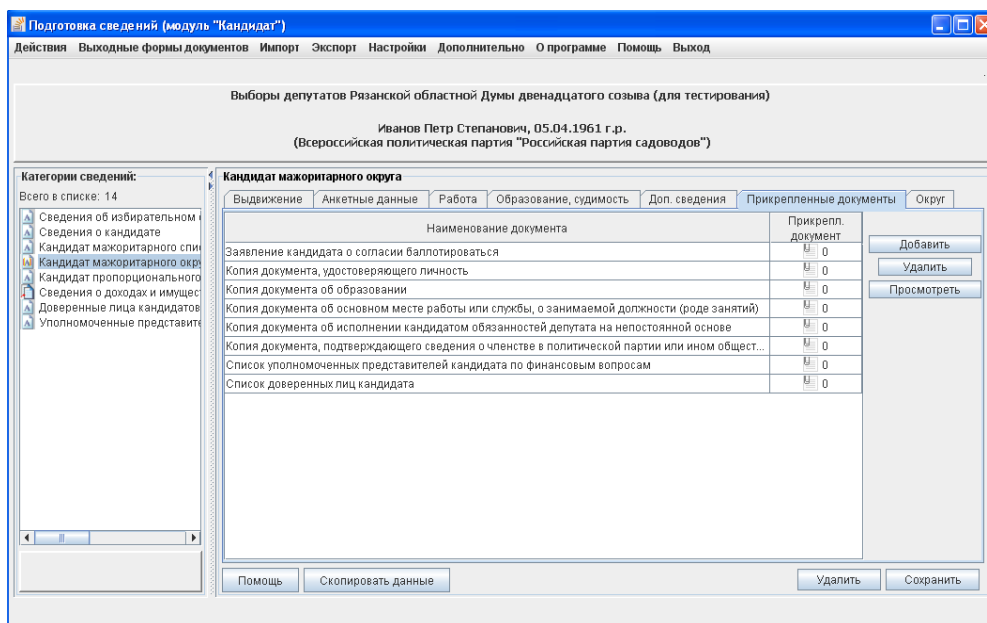 Подготовка сведений (модуль "Кандидат")
Действия Выходные формы документов Импорт Экспорт Настройки Дополнительно О программе Помощь Выход
Выборы депутатов Рязанской областной Думы двенадцатого созыва (для тестирования)
Иванов Петр Степанович, 05.04.1961 г.р.
(Всероссийская политическая партия "Российская партия садоводов")
Категории сведений:
Всего в списке: 14
Сведения об избирательном
Сведения о кандидате
Кандидат мажоритарного спи
Кандидат мажоритарного окру
Кандидат пропорционального
Сведения о доходах и имущес
Доверенные лица кандидатов
Уполномоченные представите
Кандидат мажоритарного округа
Выдвижение Анкетные данные Работа Образование, судимость Доп. сведения Прикрепленные документы Округ
Наименование документа Прикрепл. документ
Заявление кандидата о согласии баллотироваться 0
Копия документа, удостоверяющего личность 0
Копия документа об образовании 0
Копия документа об основном месте работы или службы, о занимаемой должности (роде занятий) 0
Копия документа об исполнении кандидатом обязанностей депутата на непостоянной основе 0
Копия документа, подтверждающего сведения о членстве в политической партии или ином общест... 0
Список уполномоченных представителей кандидата по финансовым вопросам 0
Список доверенных лиц кандидата 0
Добавить
Удалить
Просмотреть
Помощь Скопировать данные Удалить Сохранить